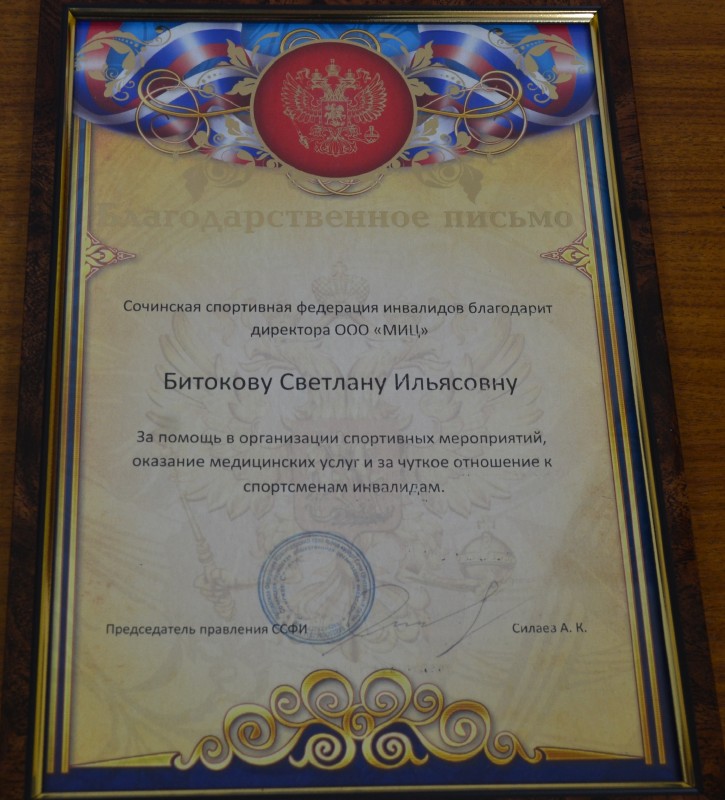 Благодарственное письмо
Сочинская спортивная федерация инвалидов благодарит
директора ООО «МИЦ»
Битокову Светлану Ильясовну
За помощь в организации спортивных мероприятий,
оказание медицинских услуг и за чуткое отношение к
спортсменам инвалидам.
Председатель правления ССФИ
Силаев А. К.